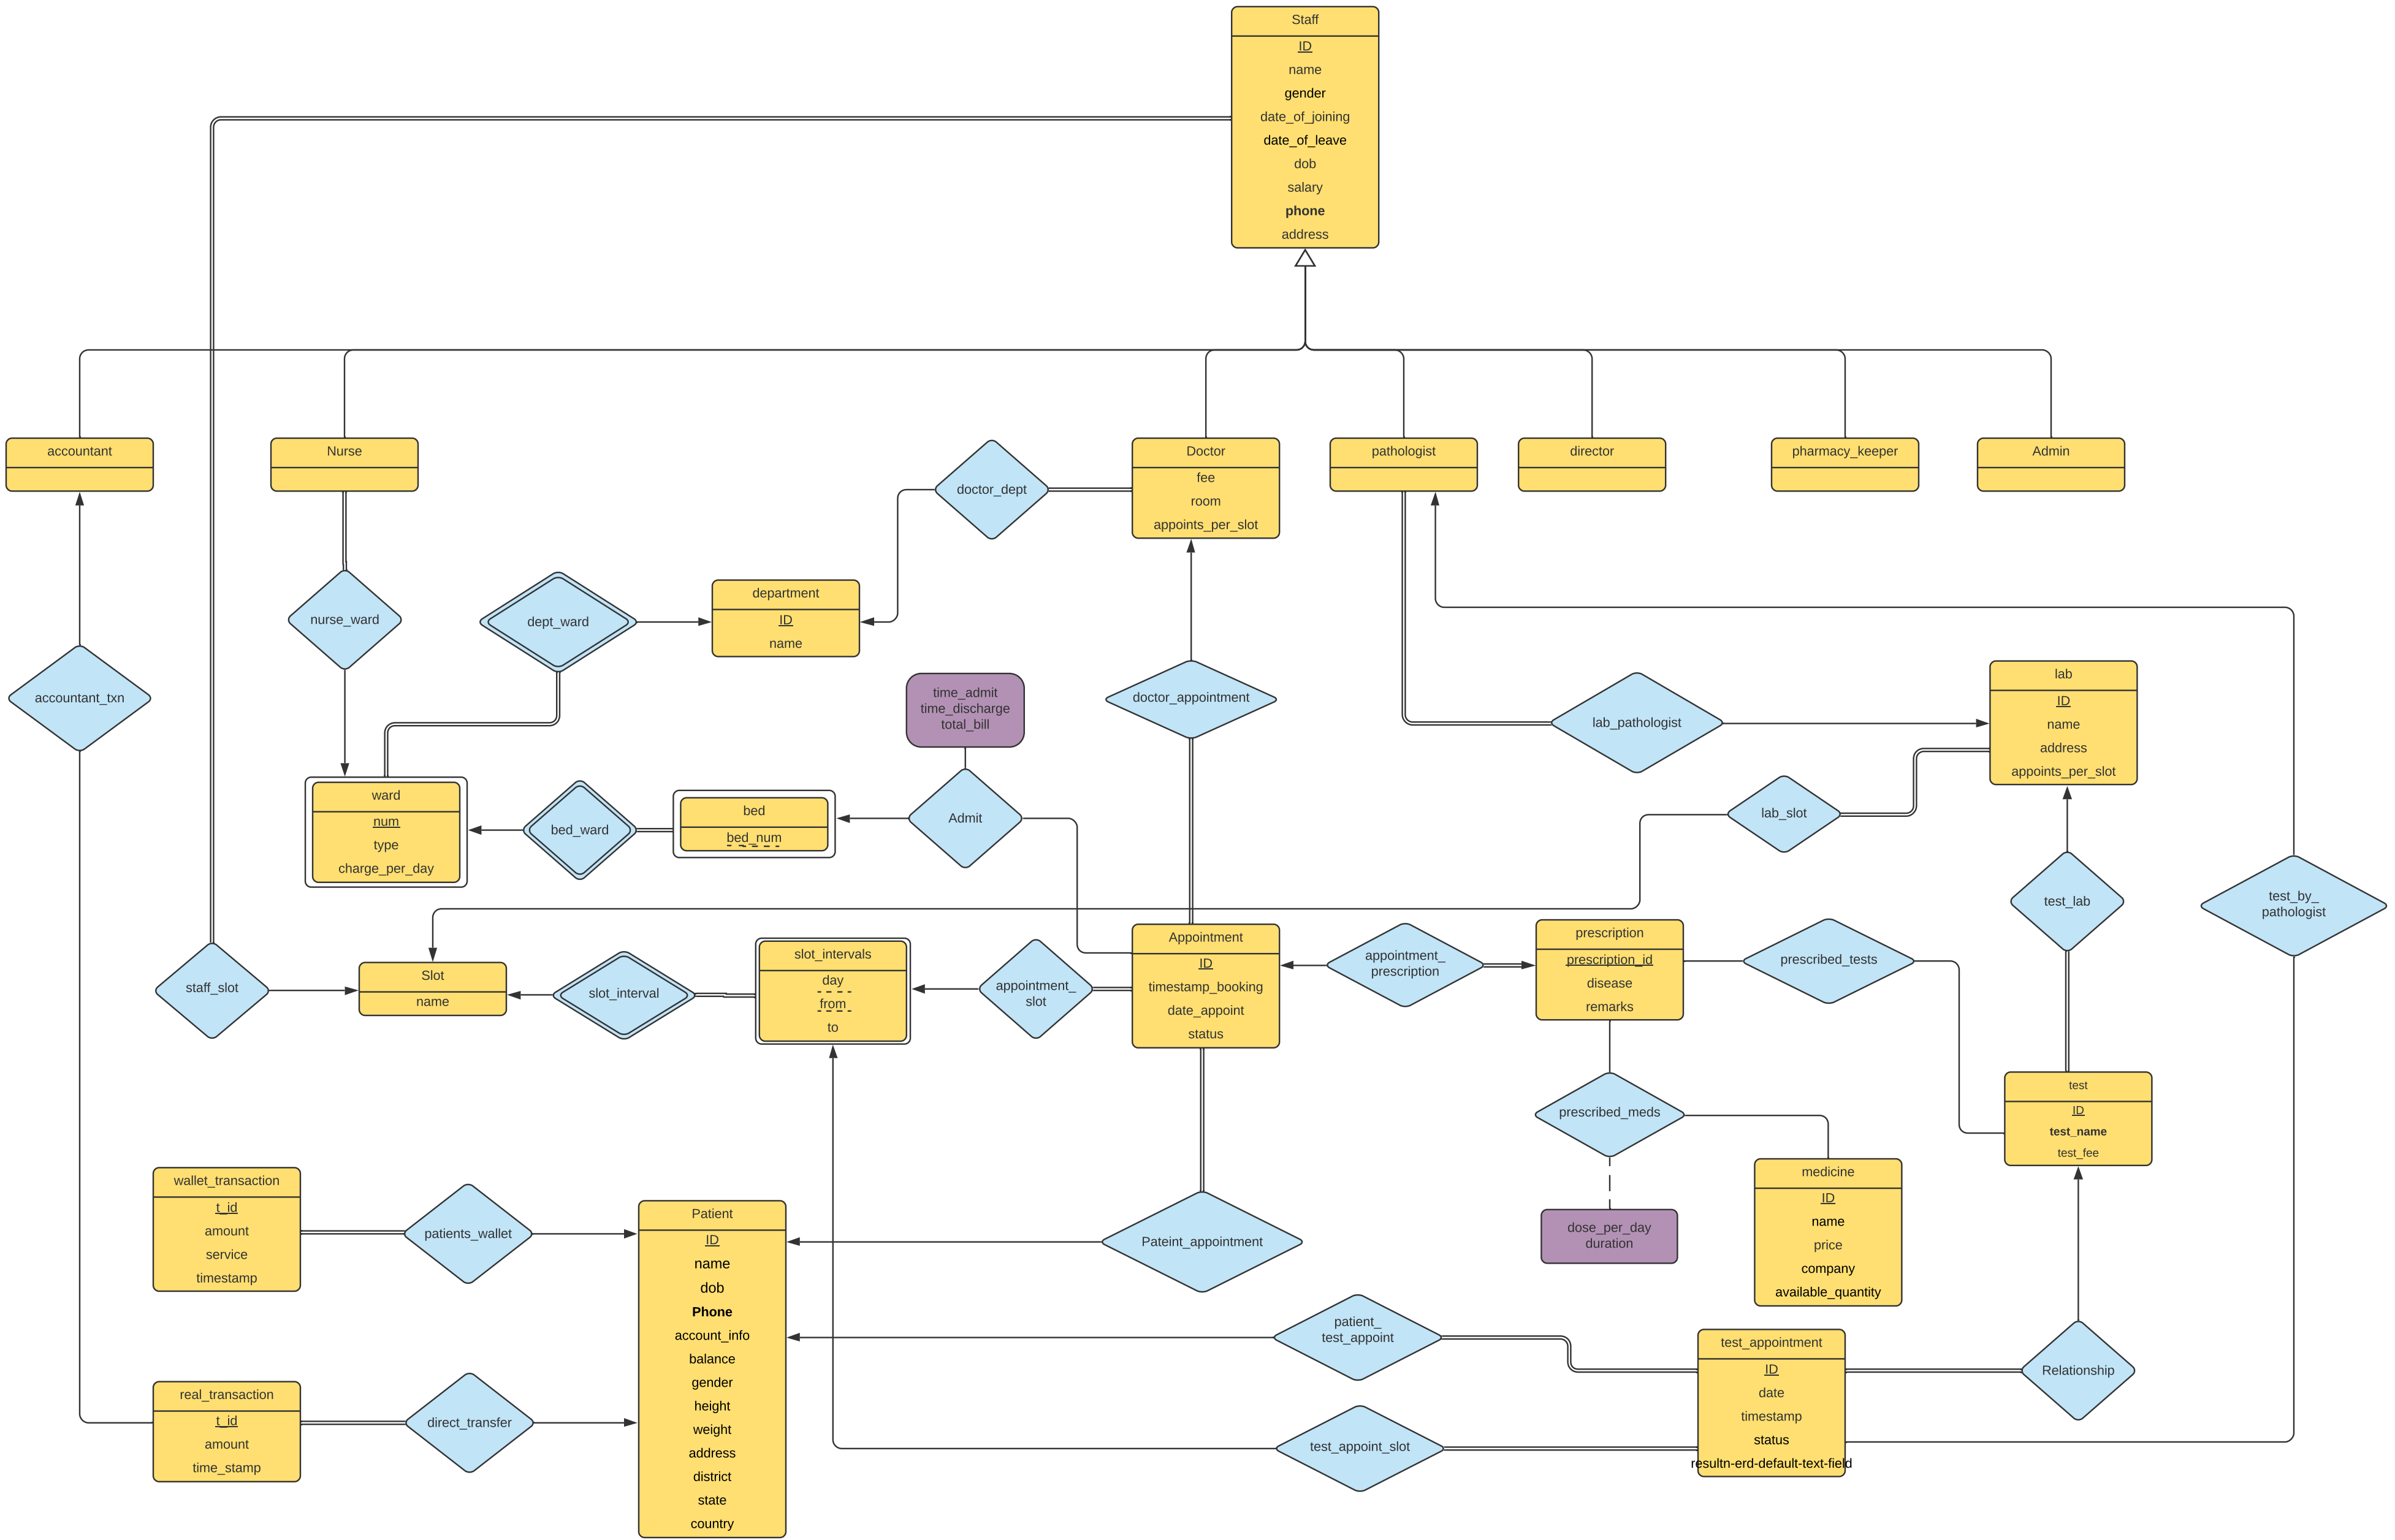 Staff
ID
name
gender
date_of_joining
date_of_leave
dob
salary
phone
address
accountant
Nurse
Doctor
fee
room
appoints_per_slot
pathologist
director
pharmacy_keeper
Admin
doctor_dept
nurse_ward
dept_ward
department
ID
name
accountant_txn
time_admit
time_discharge
total_bill
doctor_appointment
lab_pathologist
lab
ID
name
address
appoints_per_slot
ward
num
type
charge_per_day
bed_ward
bed
bed_num
Admit
lab_slot
test_lab
test_by_
pathologist
staff_slot
Slot
name
slot_interval
slot_intervals
day
from
to
appointment_
slot
Appointment
ID
timestamp_booking
date_appoint
status
appointment_
prescription
prescription
prescription_id
disease
remarks
prescribed_tests
prescribed_meds
test
ID
test_name
test_fee
wallet_transaction
t_id
amount
service
timestamp
patients_wallet
Patient
ID
name
dob
Phone
account_info
balance
gender
height
weight
address
district
state
country
Pateint_appointment
dose_per_day
duration
medicine
ID
name
price
company
available_quantity
patient_
test_appoint
test_appointment
ID
date
timestamp
status
resultn-erd-default-text-field
Relationship
real_transaction
t_id
amount
time_stamp
direct_transfer
test_appoint_slot